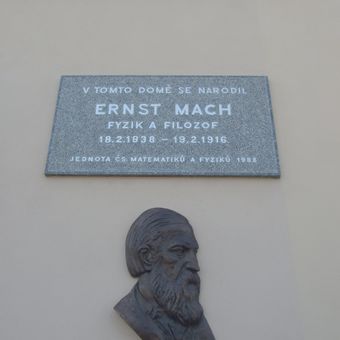 V TOMTO DOMĚ SE NARODIL
ERNST MACH
FYZIK A FILOZOF
18.2.1838 – 19.2.1916
JEDNOTA ČS. MATEMATIKŮ A FYZIKŮ 1988